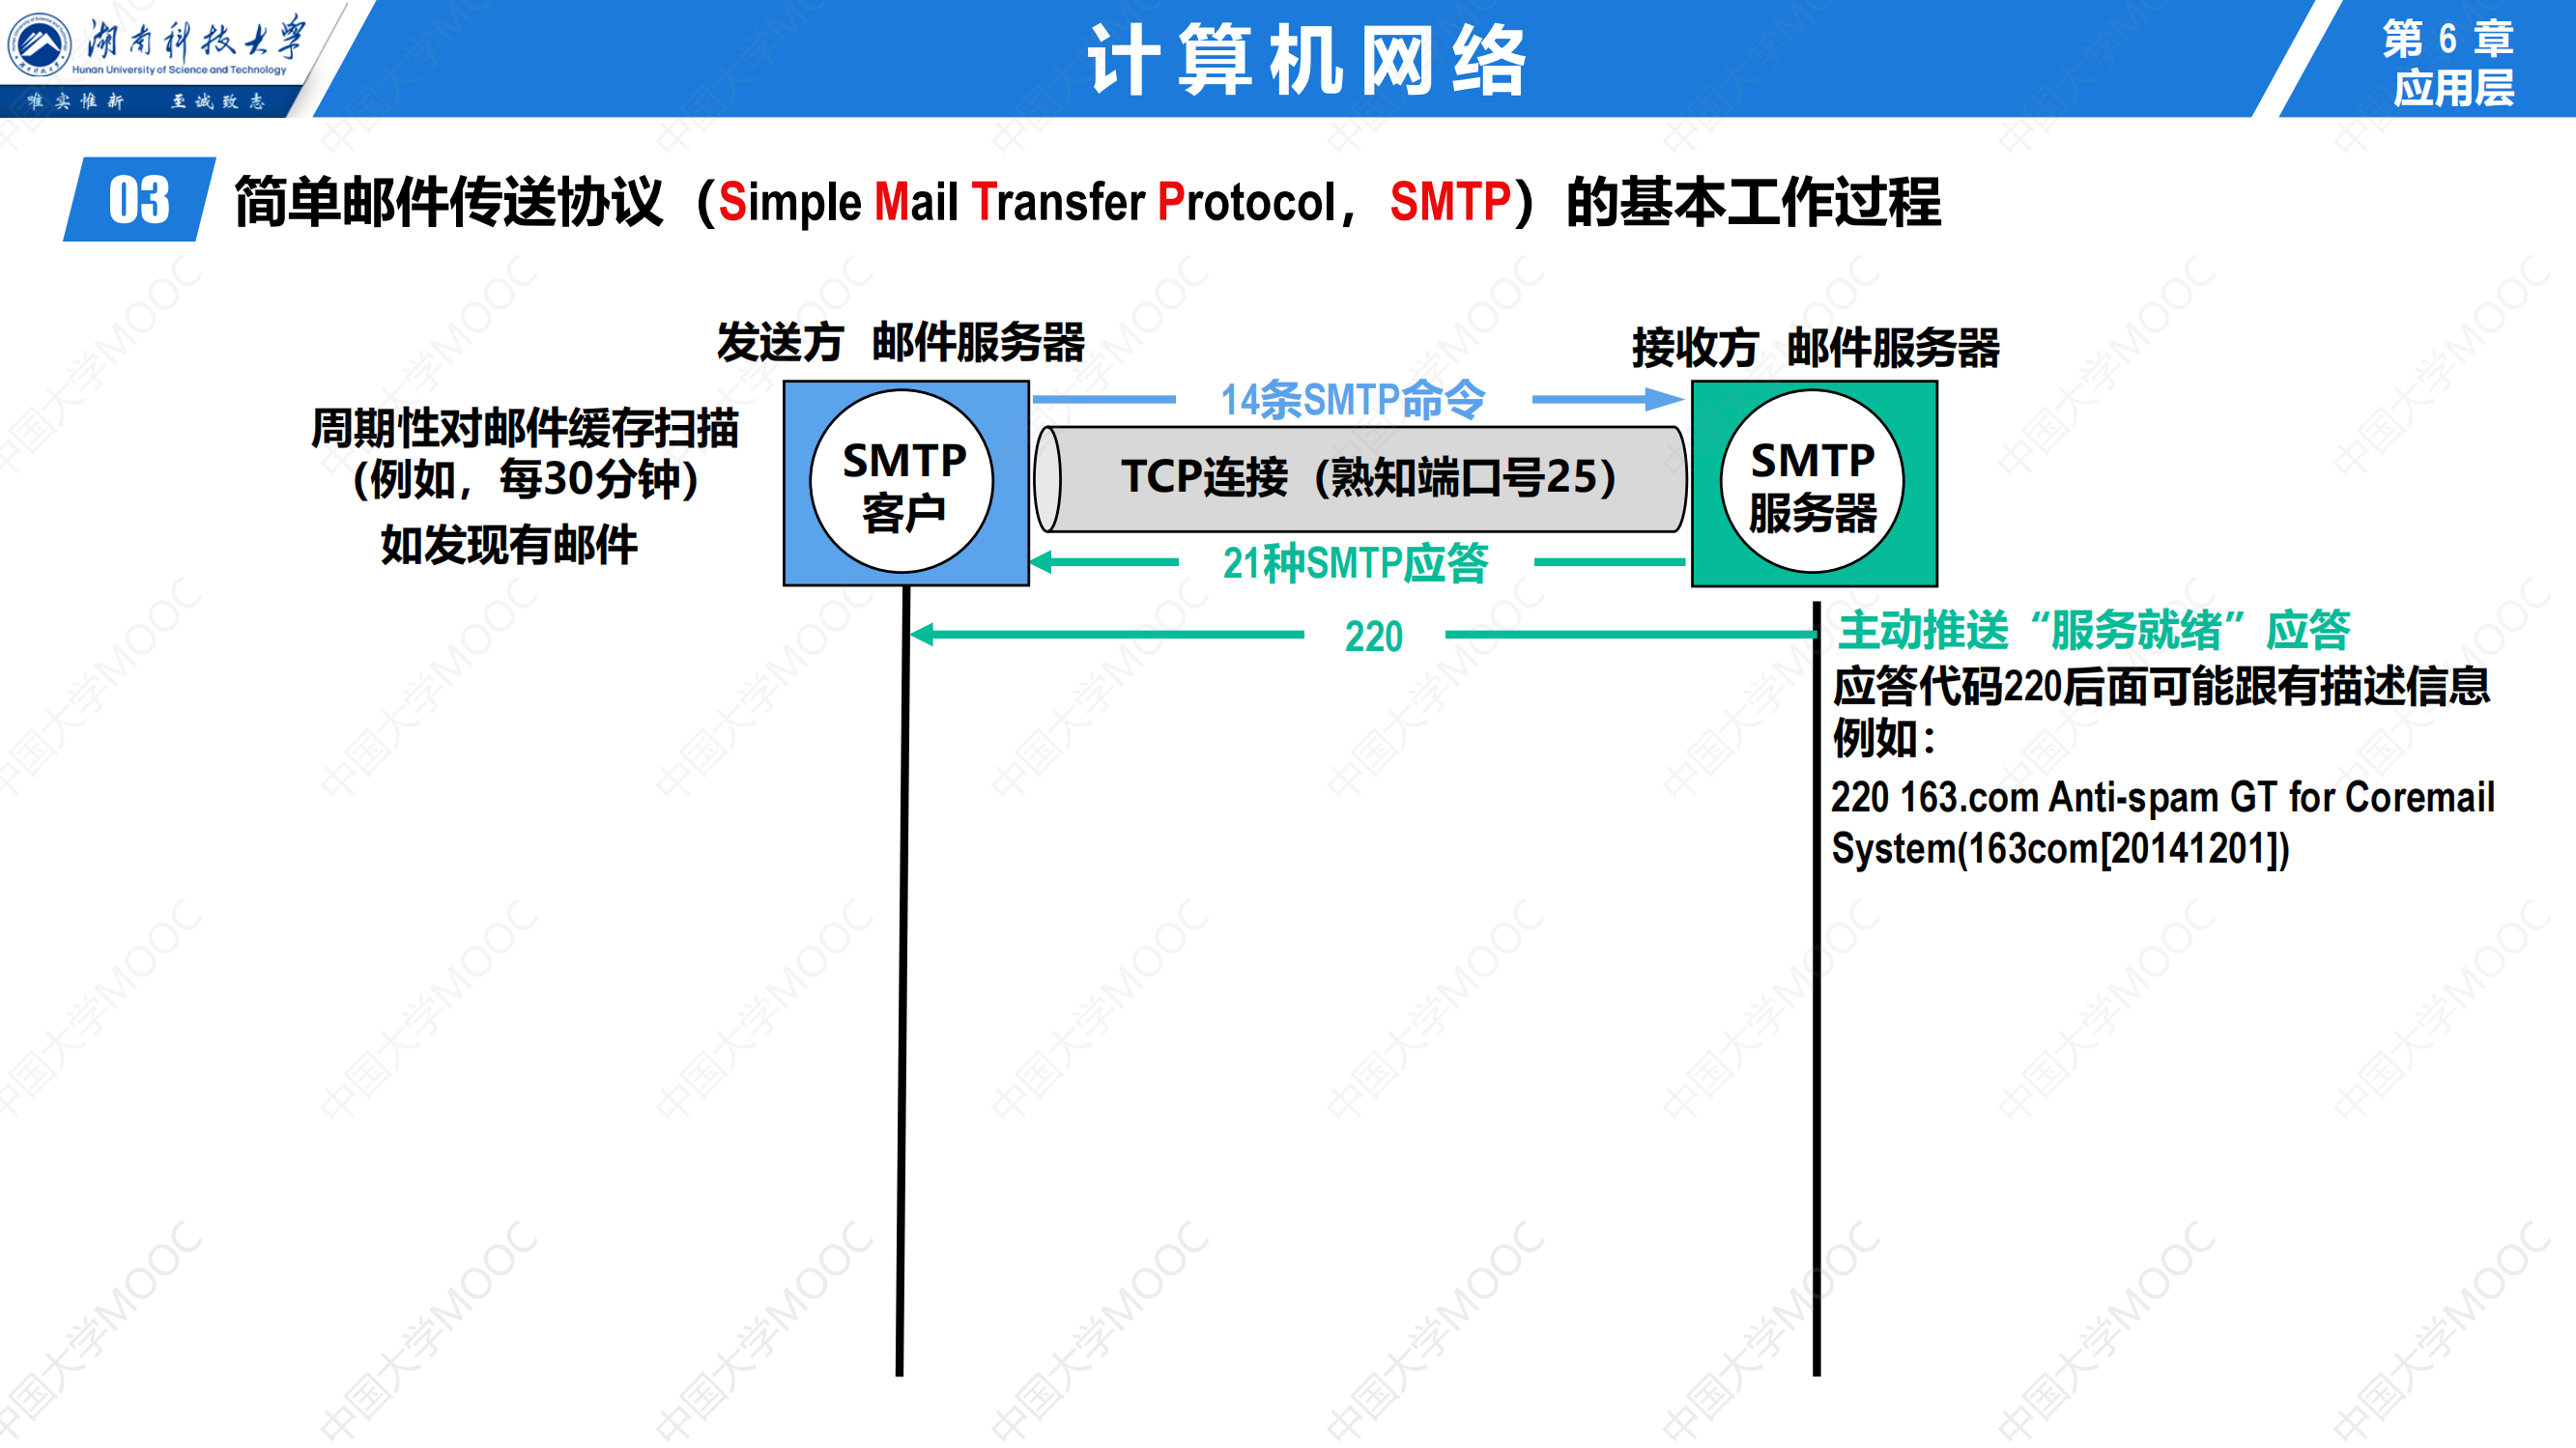 湖南科技大学
Hunan University of Science and Technology
唯实惟新 至诚致志
计算机网络
第 6 章
应用层
03 简单邮件传送协议（Simple Mail Transfer Protocol，SMTP）的基本工作过程
发送方 邮件服务器
接收方 邮件服务器
周期性对邮件缓存扫描
（例如，每30分钟）
如发现有邮件
SMTP
客户
14条SMTP命令
TCP连接（熟知端口号25）
21种SMTP应答
SMTP
服务器
220
主动推送“服务就绪”应答
应答代码220后面可能跟有描述信息
例如：
220 163.com Anti-spam GT for Coremail
System(163com[20141201])
中国大学MOOC